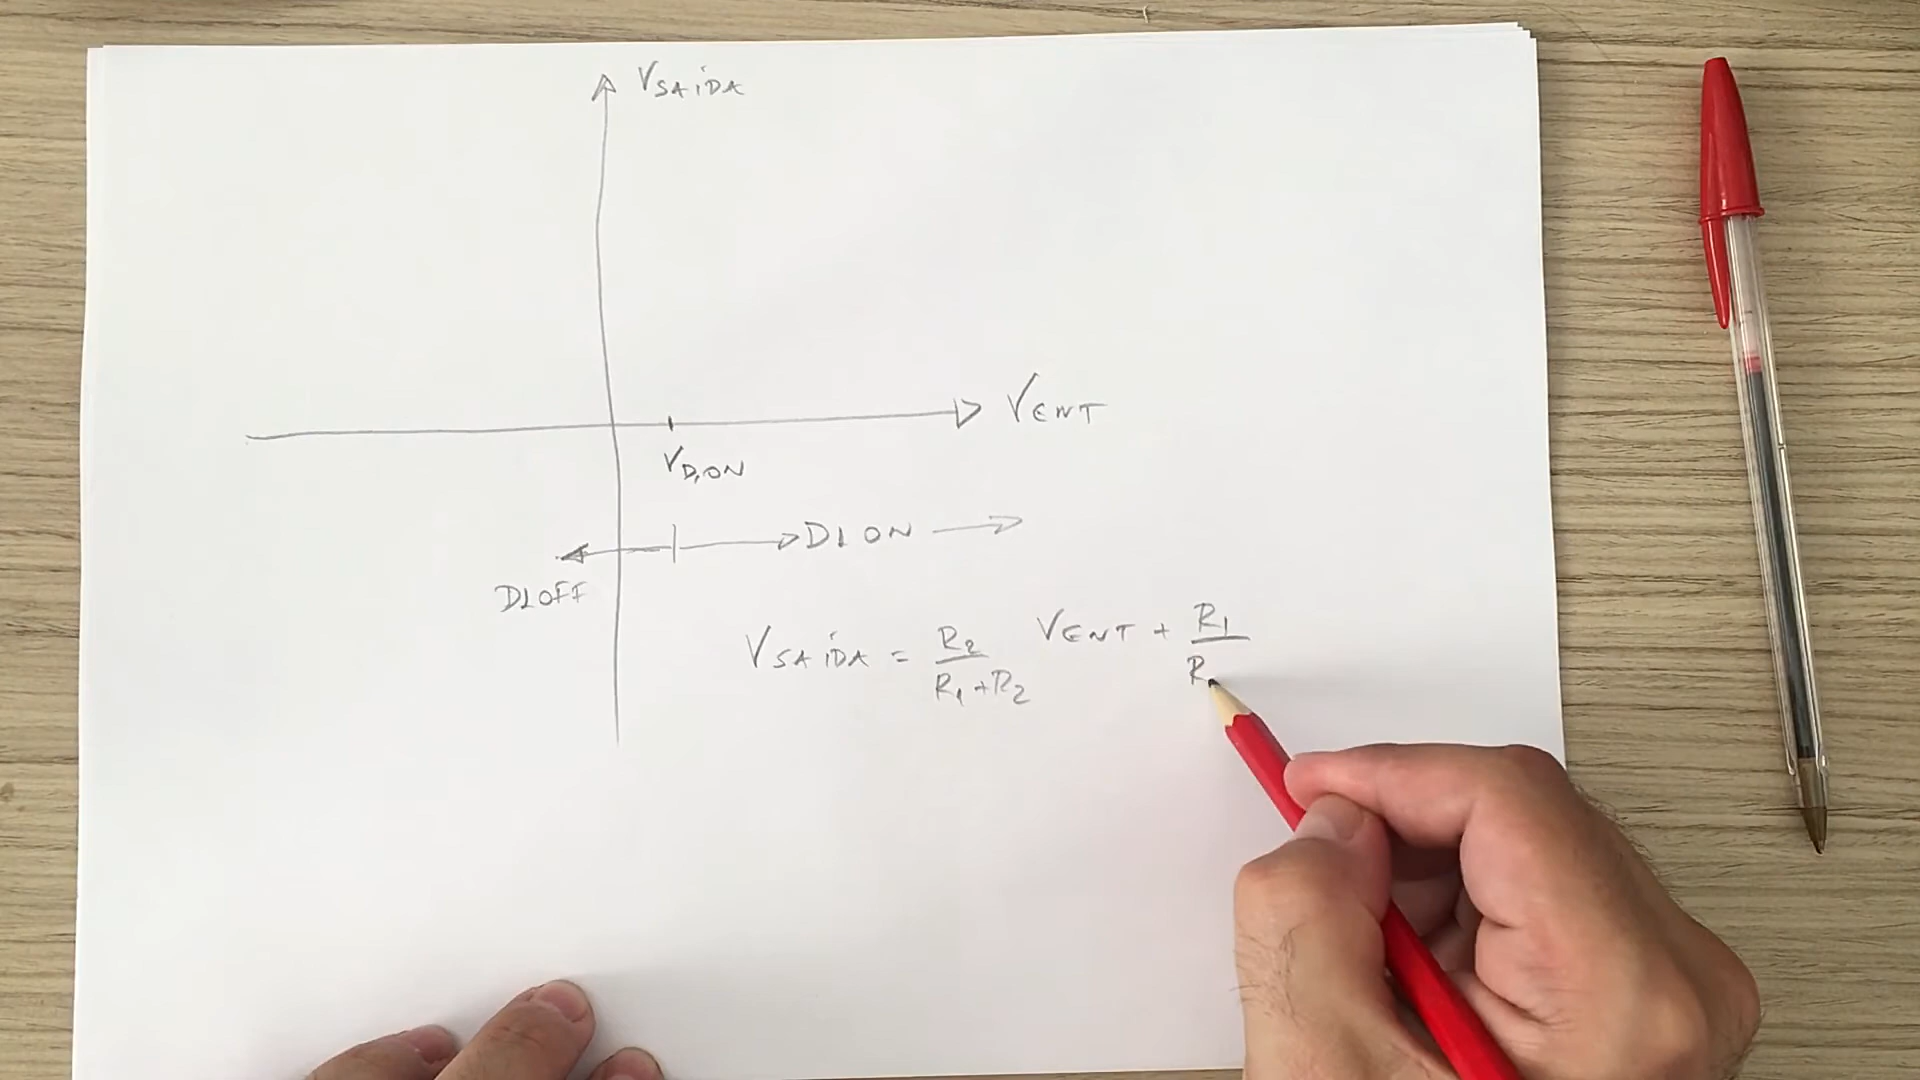 VSAÍDA
VENT
VD,ON
D1 ON
D1 OFF
VSAÍDA = R2/R1+R2 VENT + R1/R